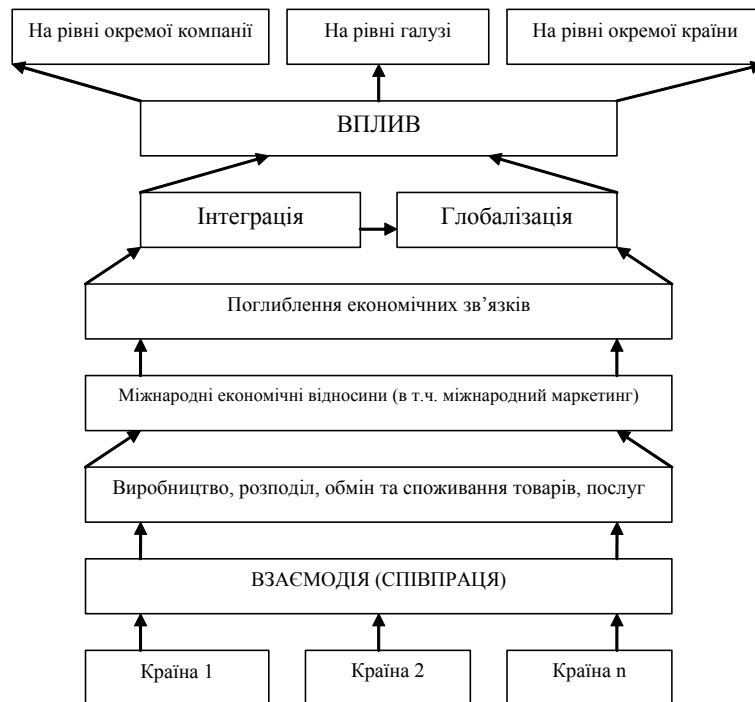 На рівні окремої компанії
На рівні галузі
На рівні окремої країни
ВПЛИВ
Інтеграція
Глобалізація
Поглиблення економічних зв’язків
Міжнародні економічні відносини (в т.ч. міжнародний маркетинг)
Виробництво, розподіл, обмін та споживання товарів, послуг
ВЗАЄМОДІЯ (СПІВПРАЦЯ)
Країна 1
Країна 2
Країна n